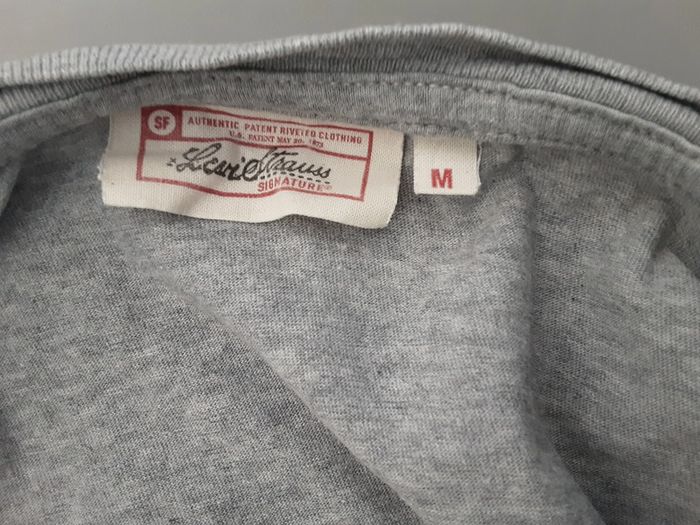 SF
AUTHENTIC PATENT RIVETED CLOTHING
U.S. PATENT MAY 20, 1873
Levi Strauss
SIGNATURE®
M